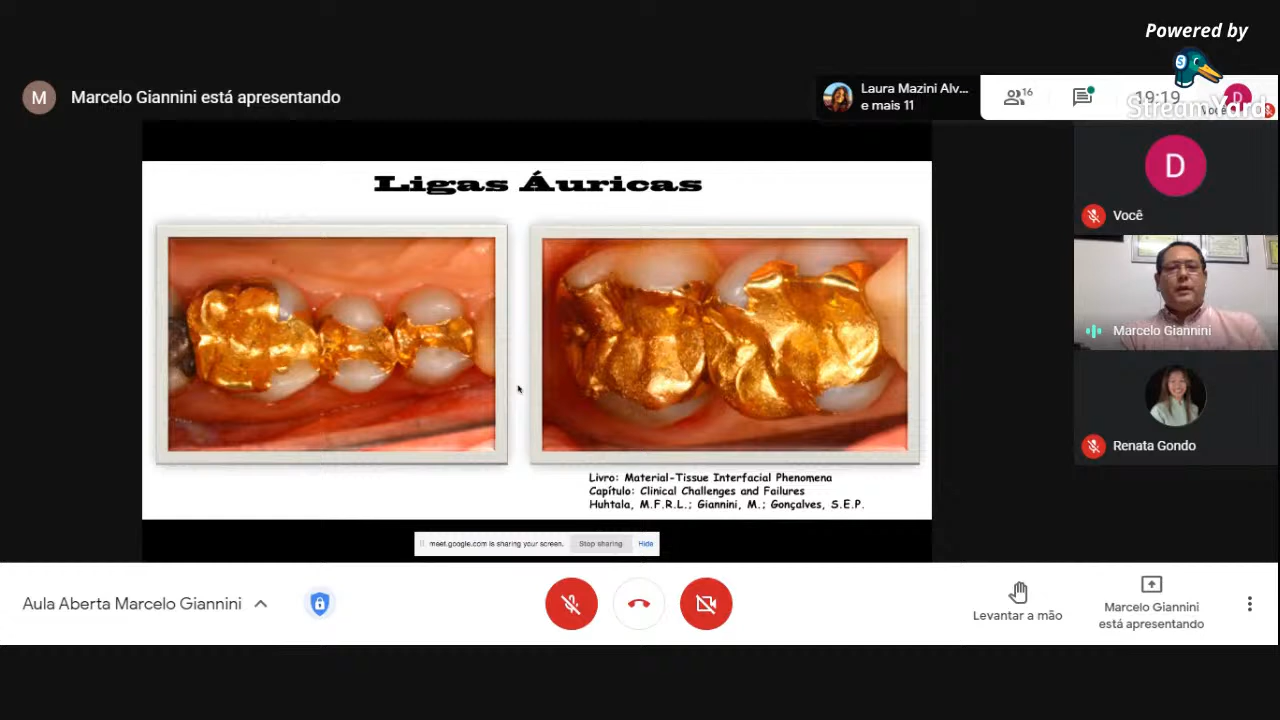 Powered by
StreamYard
M
Marcelo Giannini está apresentando
Laura Mazini Alv...
e mais 11
16
19:19
D
Você
Ligas Áuricas
D
Você
Marcelo Giannini
Renata Gondo
Livro: Material-Tissue Interfacial Phenomena
Capítulo: Clinical Challenges and Failures
Huhtala, M.F.R.L.; Giannini, M.; Gonçalves, S.E.P.
meet.google.com is sharing your screen.
Stop sharing
Hide
Aula Aberta Marcelo Giannini
Levantar a mão
Marcelo Giannini
está apresentando